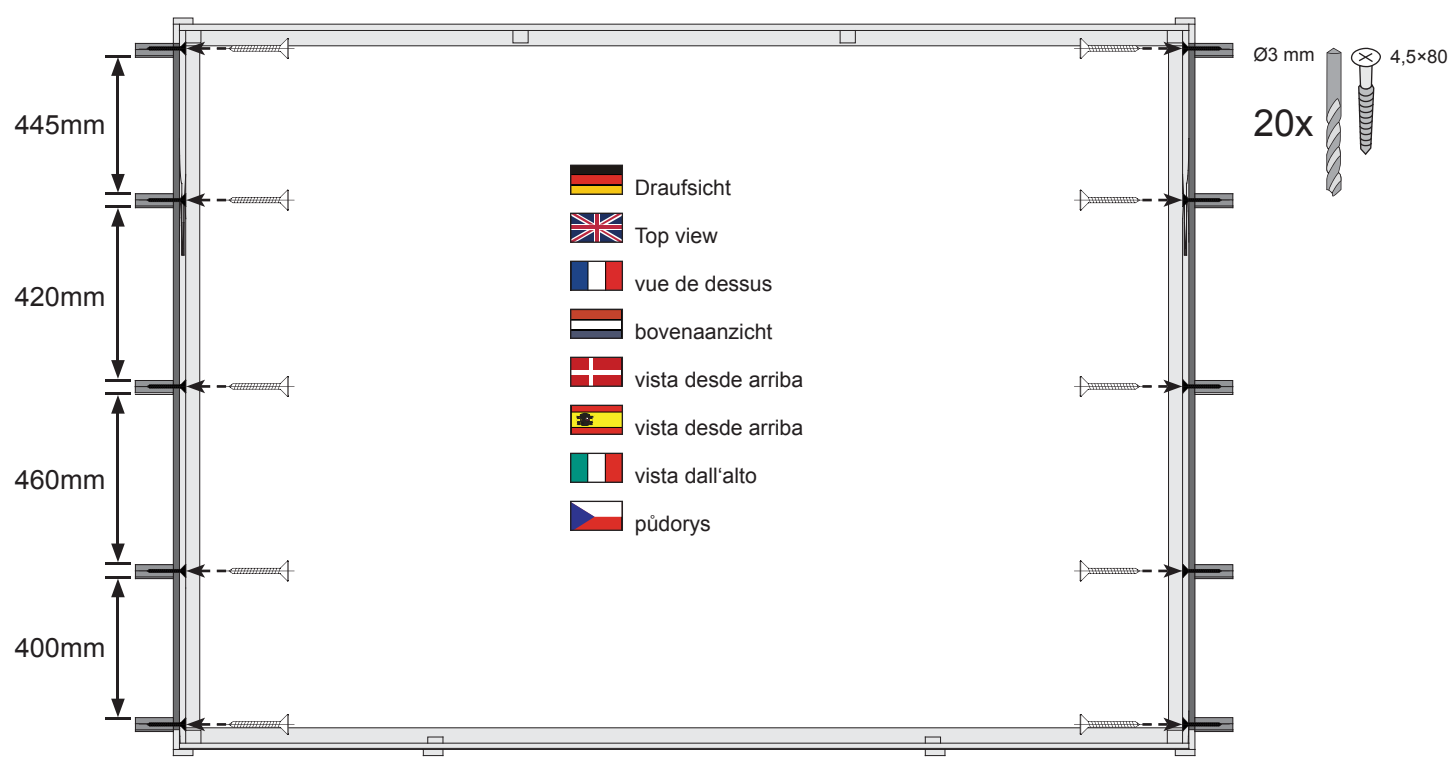 Ø3 mm 4,5×80
20x
445mm
420mm
460mm
400mm
Draufsicht
Top view
vue de dessus
bovenaanzicht
vista desde arriba
vista desde arriba
vista dall‘alto
půdorys